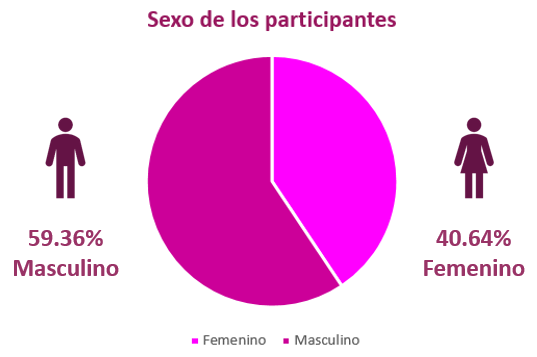 Sexo de los participantes
59.36%
Masculino
40.64%
Femenino
Femenino
Masculino